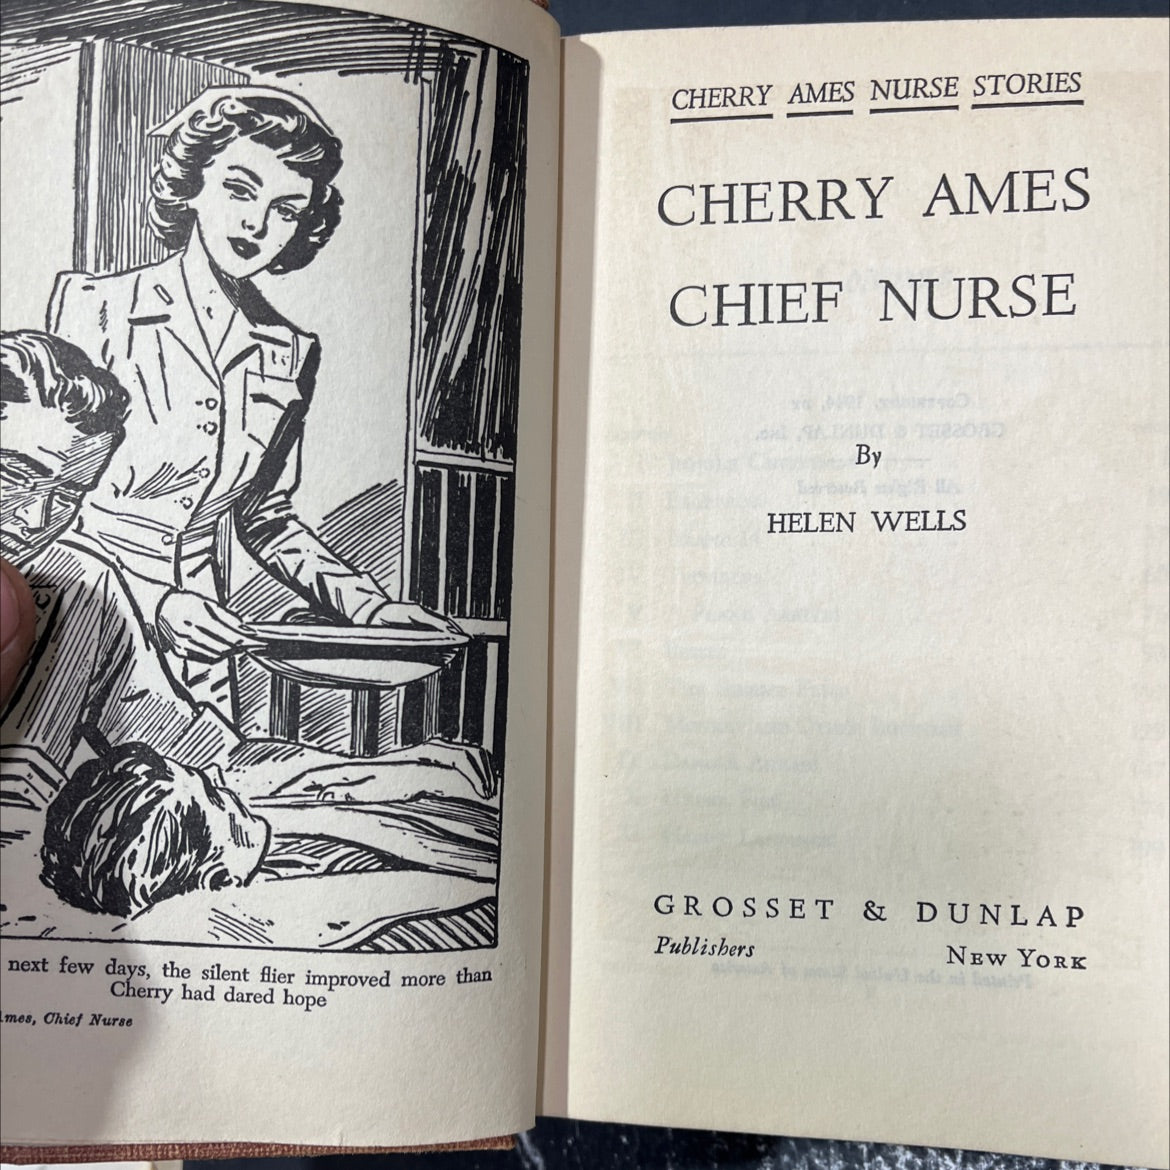 next few days, the silent flier improved more than
Cherry had dared hope
mes, Chief Nurse
CHERRY AMES NURSE STORIES
CHERRY AMES
CHIEF NURSE
By
HELEN WELLS
GROSSET & DUNLAP
Publishers New York